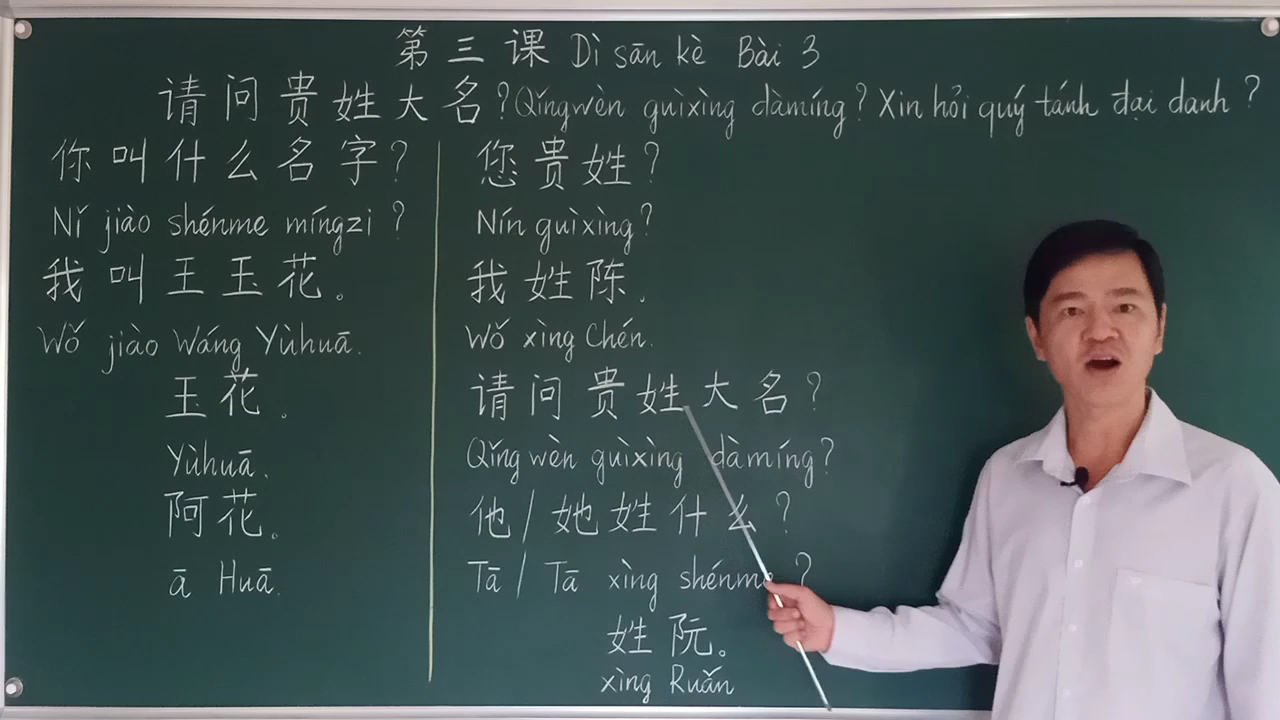 第三课 Dì sān kè Bài 3
请问贵姓大名? Qǐngwèn guìxìng dàmíng? Xin hỏi quý tánh đại danh?
你叫什么名字?
Nǐ jiào shénme míngzi?
我叫王玉花。
Wǒ jiào Wáng Yùhuā.
玉花。
Yùhuā.
阿花。
ā Huā.
您贵姓?
Nín guìxìng?
我姓陈.
Wǒ xìng Chén.
请问贵姓大名?
Qǐng wèn guìxìng dàmíng?
他/她姓什么?
Tā/Tā xìng shénme?
姓阮。
xìng Ruǎn